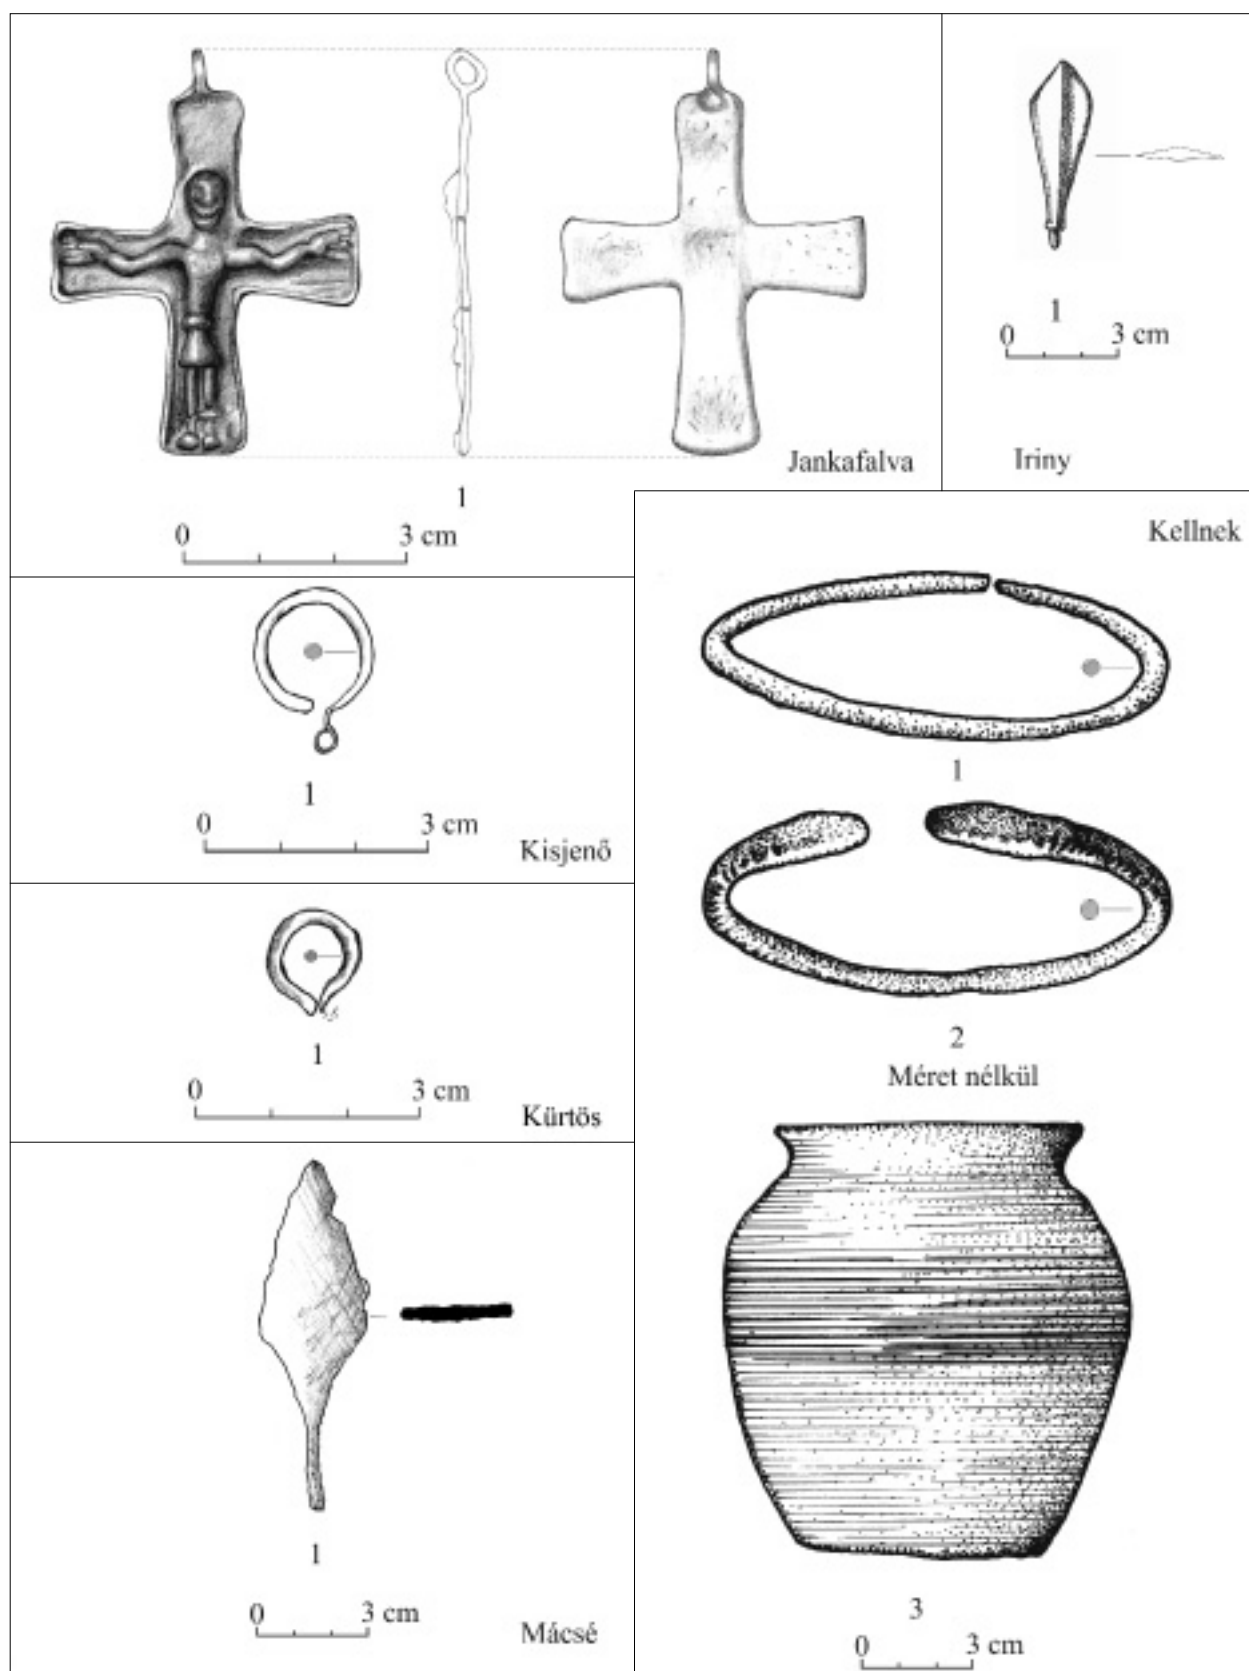 Jankafalva
1
0 3 cm
1
0 3 cm
Iriny
1
0 3 cm
Kisjenő
1
0 3 cm
Kürtös
1
0 3 cm
Mácsé
Kellnek
1
2
Méret nélkül
3
0 3 cm